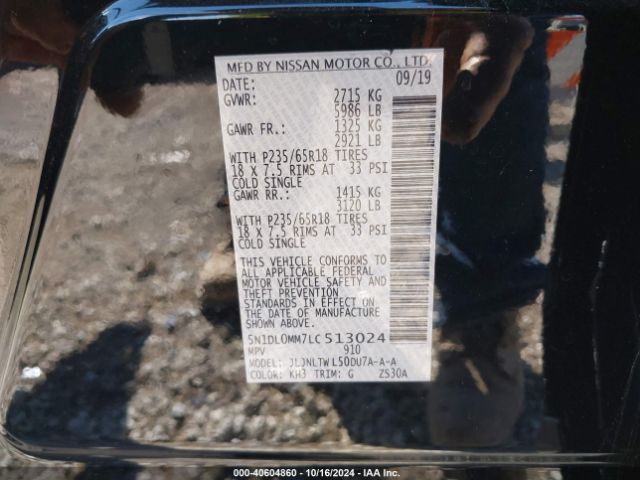 MFD BY NISSAN MOTOR CO., LTD.
DATE: 09/19
GVWR: 2715 KG
5986 LB
GAWR FR.: 1325 KG
2921 LB
WITH P235/65R18 TIRES
18 X 7.5 RIMS AT 33 PSI
COLD SINGLE
GAWR RR.: 1415 KG
3120 LB
WITH P235/65R18 TIRES
18 X 7.5 RIMS AT 33 PSI
COLD SINGLE
THIS VEHICLE CONFORMS TO
ALL APPLICABLE FEDERAL
MOTOR VEHICLE SAFETY AND
THEFT PREVENTION
STANDARDS IN EFFECT ON
THE DATE OF MANUFACTURE
SHOWN ABOVE.
5N1DL0MM7LC513024
MPV 910
MODEL: JLJNLTWL50DU7A-A-A
COLOR: KH3 TRIM: G ZS30A
000-40604860 - 10/16/2024 - IAA Inc.